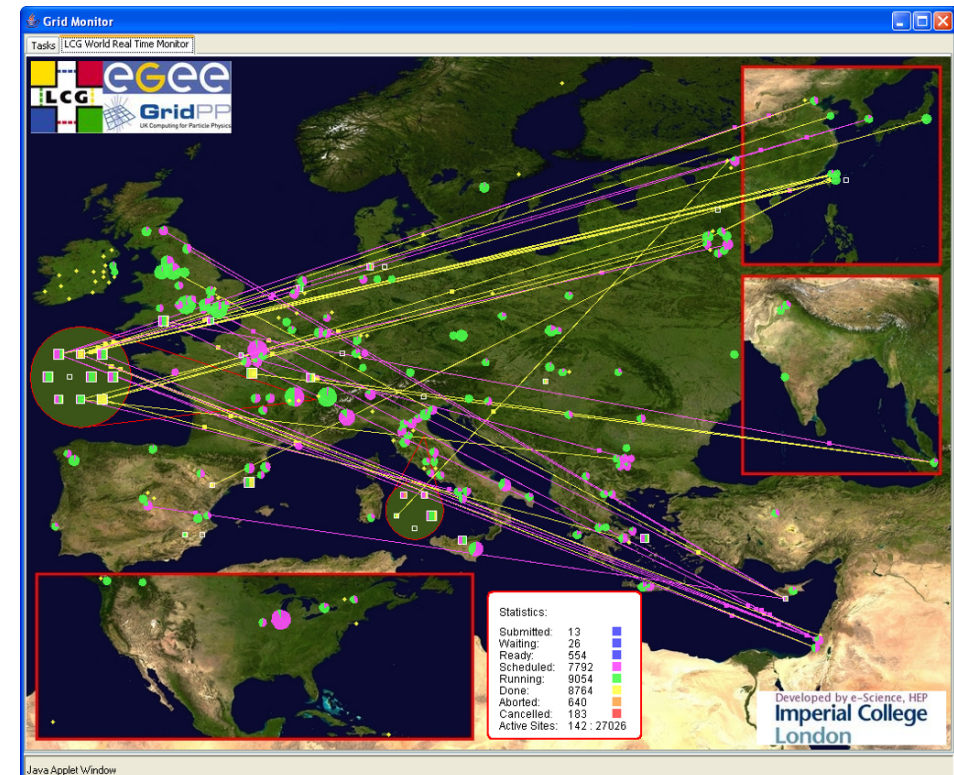 Grid Monitor
Tasks LCG World Real Time Monitor
LCG
egee
GridPP
UK Computing for Particle Physics
Statistics:
Submitted: 13
Waiting: 26
Ready: 554
Scheduled: 7792
Running: 9054
Done: 8764
Aborted: 640
Cancelled: 183
Active Sites: 142 : 27026
Developed by e-Science, HEP
Imperial College
London
Java Applet Window